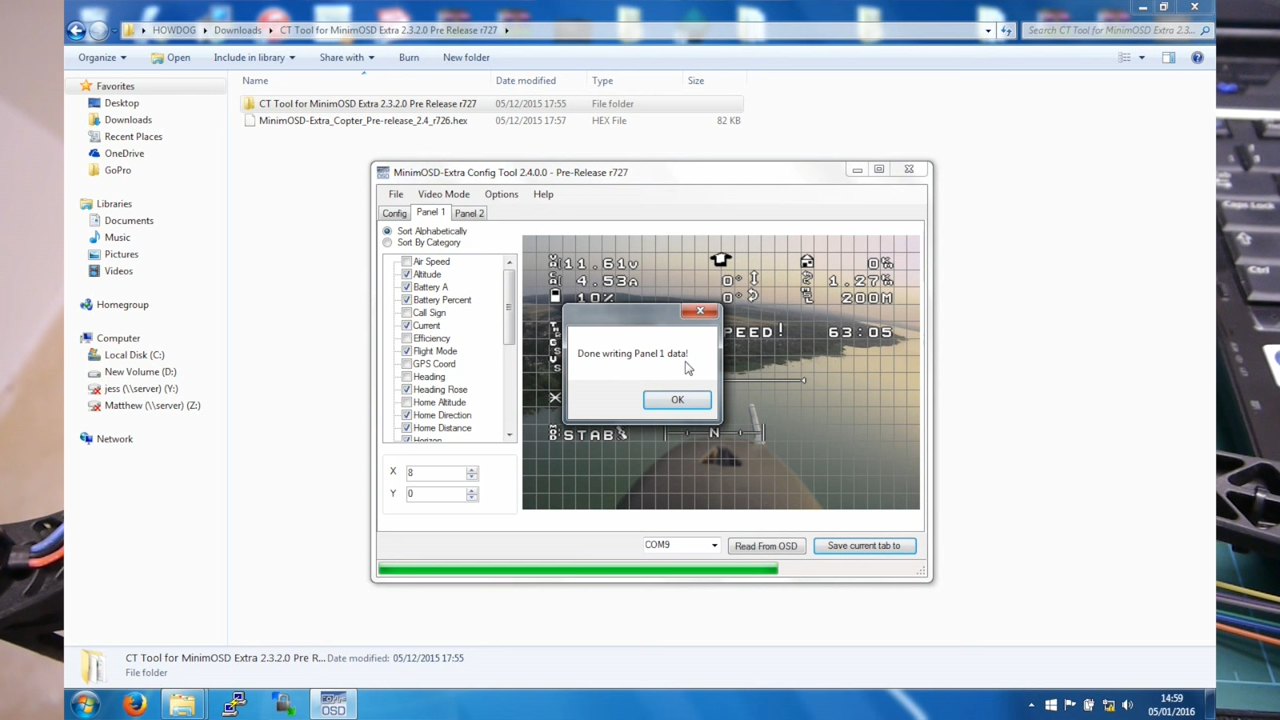 HOWDOG
Downloads
CT Tool for MinimOSD Extra 2.3.2.0 Pre Release r727
Search CT Tool for MinimOSD Extra 2.3...
Organize
Open
Include in library
Share with
Burn
New folder
Name
Date modified
Type
Size
Favorites
Desktop
Downloads
Recent Places
OneDrive
GoPro
Libraries
Documents
Music
Pictures
Videos
Homegroup
Computer
Local Disk (C:)
New Volume (D:)
jess (\\server) (Y:)
Matthew (\\server) (Z:)
Network
CT Tool for MinimOSD Extra 2.3.2.0 Pre Release r727 05/12/2015 17:55 File folder
MinimOSD-Extra_Copter_Pre-release_2.4_r726.hex 05/12/2015 17:57 HEX File 82 KB
MinimOSD-Extra Config Tool 2.4.0.0 - Pre-Release r727
File Video Mode Options Help
Config Panel 1 Panel 2
Sort Alphabetically
Sort By Category
Air Speed
Altitude
Battery A
Battery Percent
Call Sign
Current
Efficiency
Flight Mode
GPS Coord
Heading
Heading Rose
Home Altitude
Home Direction
Home Distance
Horizon
X 8
Y 0
11.61v
4.53a
10%
0°
0°
0
1.27
200M
PEED! 63:05
STAB
N
Done writing Panel 1 data!
OK
COM9
Read From OSD
Save current tab to
CT Tool for MinimOSD Extra 2.3.2.0 Pre R... Date modified: 05/12/2015 17:55
File folder
OSD
14:59
05/01/2016
Caps Lock